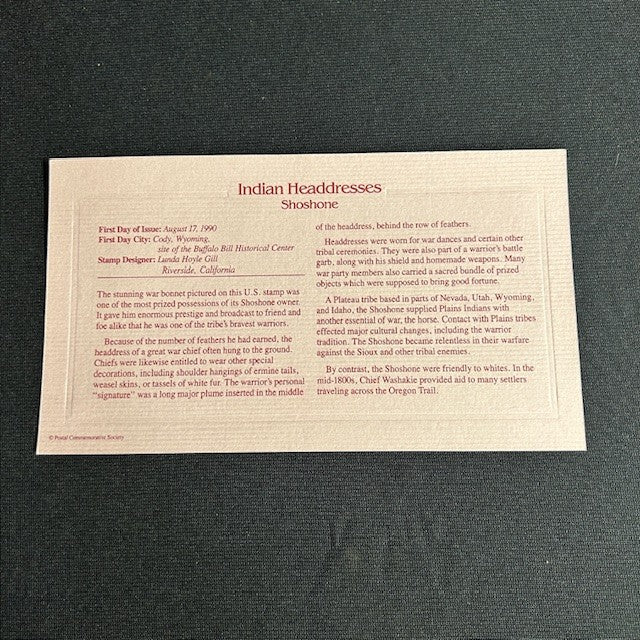 Indian Headdresses
Shoshone
First Day of Issue: August 17, 1990
First Day City: Cody, Wyoming,
site of the Buffalo Bill Historical Center
Stamp Designer: Lunda Hoyle Gill
Riverside, California
The stunning war bonnet pictured on this U.S. stamp was
one of the most prized possessions of its Shoshone owner.
It gave him enormous prestige and broadcast to friend and
foe alike that he was one of the tribe's bravest warriors.
Because of the number of feathers he had earned, the
headdress of a great war chief often hung to the ground.
Chiefs were likewise entitled to wear other special
decorations, including shoulder hangings of ermine tails,
weasel skins, or tassels of white fur. The warrior's personal
"signature" was a long major plume inserted in the middle
of the headdress, behind the row of feathers.
Headdresses were worn for war dances and certain other
tribal ceremonies. They were also part of a warrior's battle
garb, along with his shield and homemade weapons. Many
war party members also carried a sacred bundle of prized
objects which were supposed to bring good fortune.
A Plateau tribe based in parts of Nevada, Utah, Wyoming,
and Idaho, the Shoshone supplied Plains Indians with
another essential of war, the horse. Contact with Plains tribes
effected major cultural changes, including the warrior
tradition. The Shoshone became relentless in their warfare
against the Sioux and other tribal enemies.
By contrast, the Shoshone were friendly to whites. In the
mid-1800s, Chief Washakie provided aid to many settlers
traveling across the Oregon Trail.
© Postal Commemorative Society